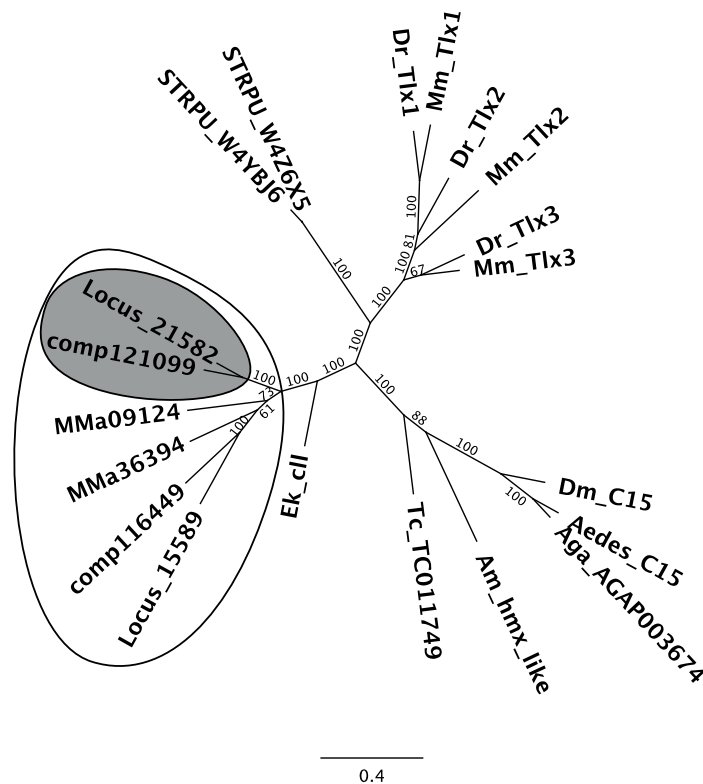 Dr_Tlx1
Mm_Tlx1
STRPU_W4Z6X5
STRPU_W4YBJ6
Dr_Tlx2
Mm_Tlx2
100
81
Dr_Tlx3
100
67
Mm_Tlx3
100
100
100
Locus_21582
comp121099
100
100
100
100
73
61
MMa09124
88
100
MMa36394
100
Ek_cll
100
Dm_C15
comp116449
Aedes_C15
Locus_15589
Tc_TC011749
Aga_AGAP003674
Am_hmx_like
0.4